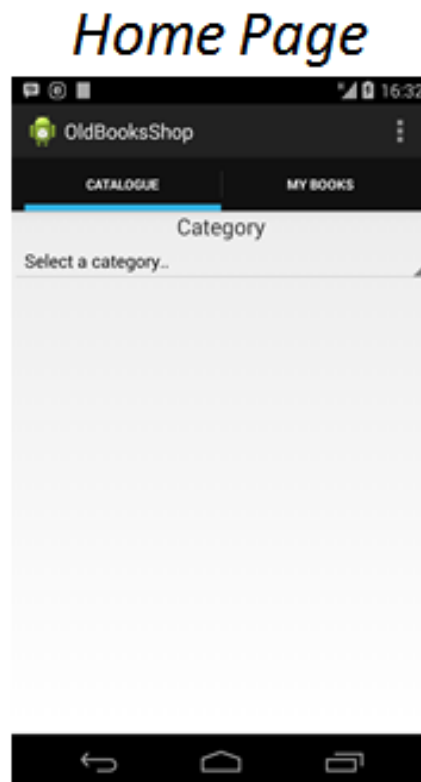 Home Page
16:32
OldBooksShop
CATALOGUE MY BOOKS
Category
Select a category..